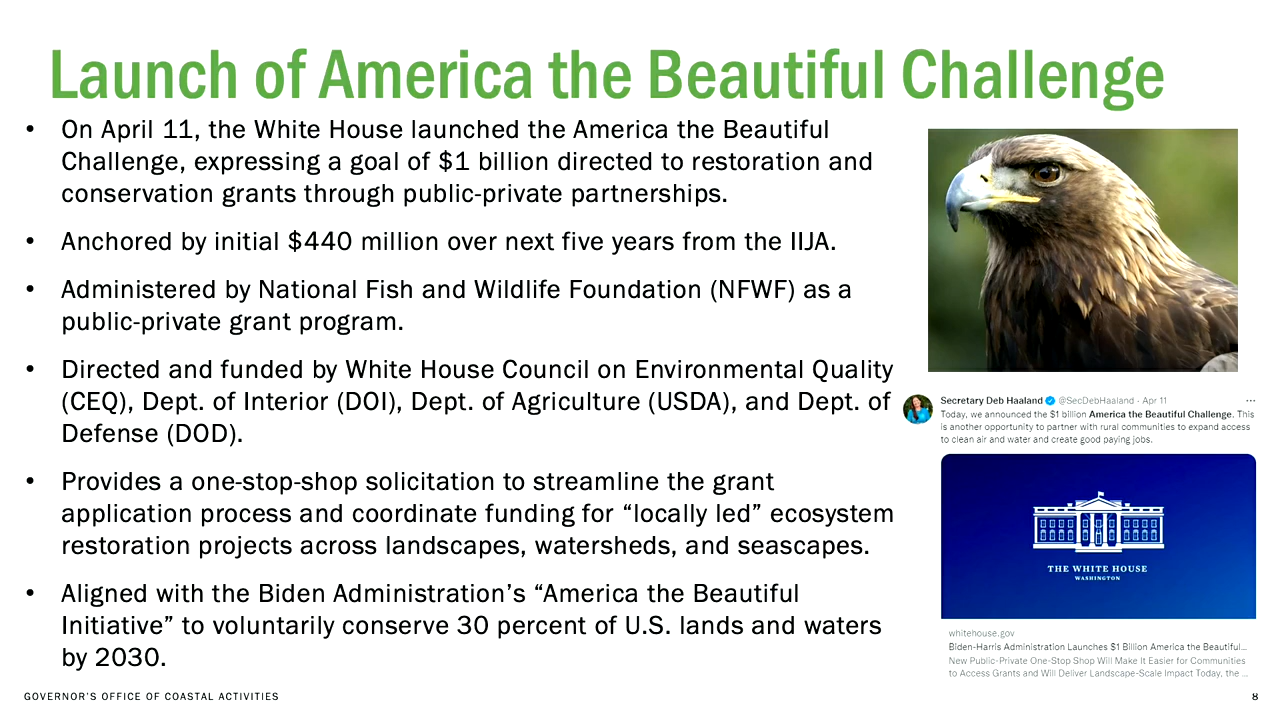 Launch of America the Beautiful Challenge
• On April 11, the White House launched the America the Beautiful
Challenge, expressing a goal of $1 billion directed to restoration and
conservation grants through public-private partnerships.
• Anchored by initial $440 million over next five years from the IIJA.
• Administered by National Fish and Wildlife Foundation (NFWF) as a
public-private grant program.
• Directed and funded by White House Council on Environmental Quality
(CEQ), Dept. of Interior (DOI), Dept. of Agriculture (USDA), and Dept. of
Defense (DOD).
• Provides a one-stop-shop solicitation to streamline the grant
application process and coordinate funding for “locally led” ecosystem
restoration projects across landscapes, watersheds, and seascapes.
• Aligned with the Biden Administration’s “America the Beautiful
Initiative” to voluntarily conserve 30 percent of U.S. lands and waters
by 2030.
Secretary Deb Haaland @SecDebHaaland · Apr 11 ...
Today, we announced the $1 billion America the Beautiful Challenge. This
is another opportunity to partner with rural communities to expand access
to clean air and water and create good paying jobs.
THE WHITE HOUSE
WASHINGTON
whitehouse.gov
Biden-Harris Administration Launches $1 Billion America the Beautiful...
New Public-Private One-Stop Shop Will Make It Easier for Communities
to Access Grants and Will Deliver Landscape-Scale Impact Today, the ...
GOVERNOR’S OFFICE OF COASTAL ACTIVITIES
8